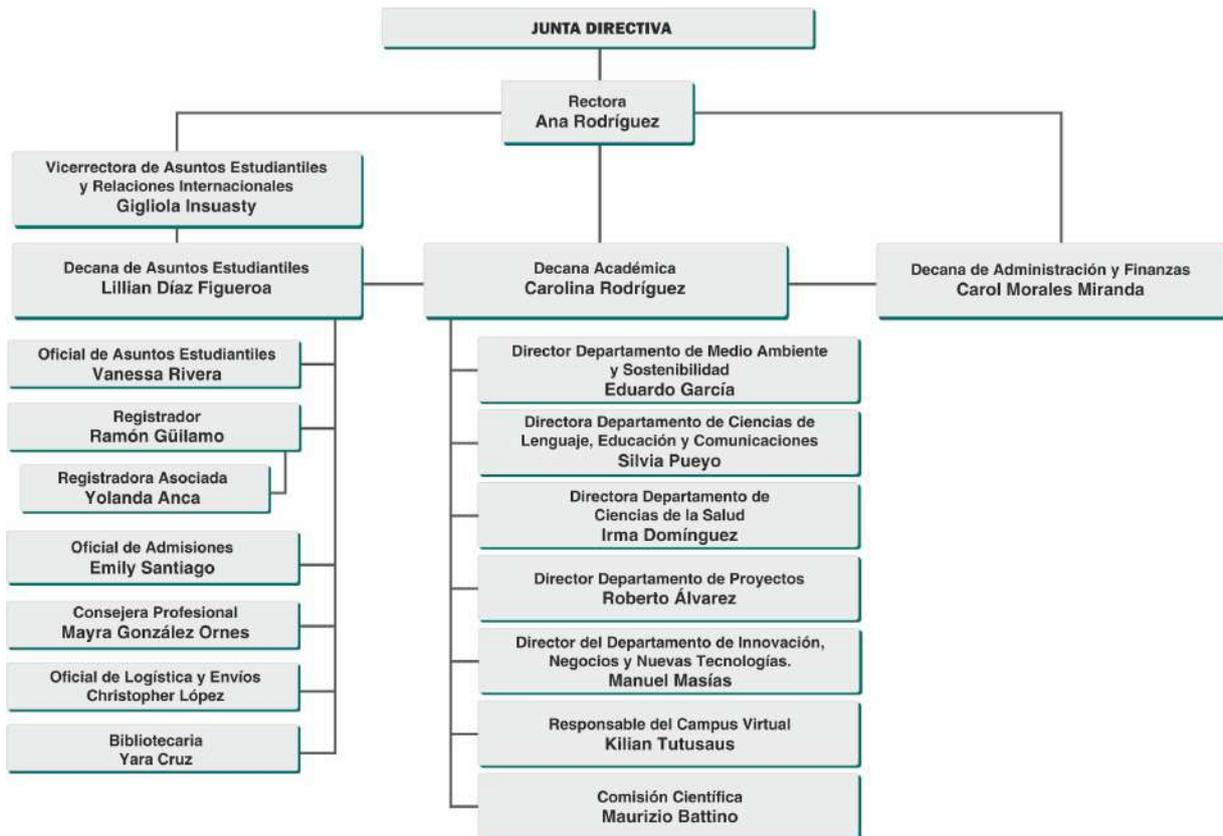 JUNTA DIRECTIVA
Rectora
Ana Rodríguez
Vicerrectora de Asuntos Estudiantiles
y Relaciones Internacionales
Gigliola Insuasty
Decana de Asuntos Estudiantiles
Lillian Díaz Figueroa
Decana Académica
Carolina Rodríguez
Decana de Administración y Finanzas
Carol Morales Miranda
Oficial de Asuntos Estudiantiles
Vanessa Rivera
Registrador
Ramón Güilamo
Registradora Asociada
Yolanda Anca
Oficial de Admisiones
Emily Santiago
Consejera Profesional
Mayra González Ornes
Oficial de Logística y Envíos
Christopher López
Bibliotecaria
Yara Cruz
Director Departamento de Medio Ambiente
y Sostenibilidad
Eduardo García
Directora Departamento de Ciencias de
Lenguaje, Educación y Comunicaciones
Silvia Pueyo
Directora Departamento de
Ciencias de la Salud
Irma Domínguez
Director Departamento de Proyectos
Roberto Álvarez
Director del Departamento de Innovación,
Negocios y Nuevas Tecnologías.
Manuel Masías
Responsable del Campus Virtual
Kilian Tutusaus
Comisión Científica
Maurizio Battino